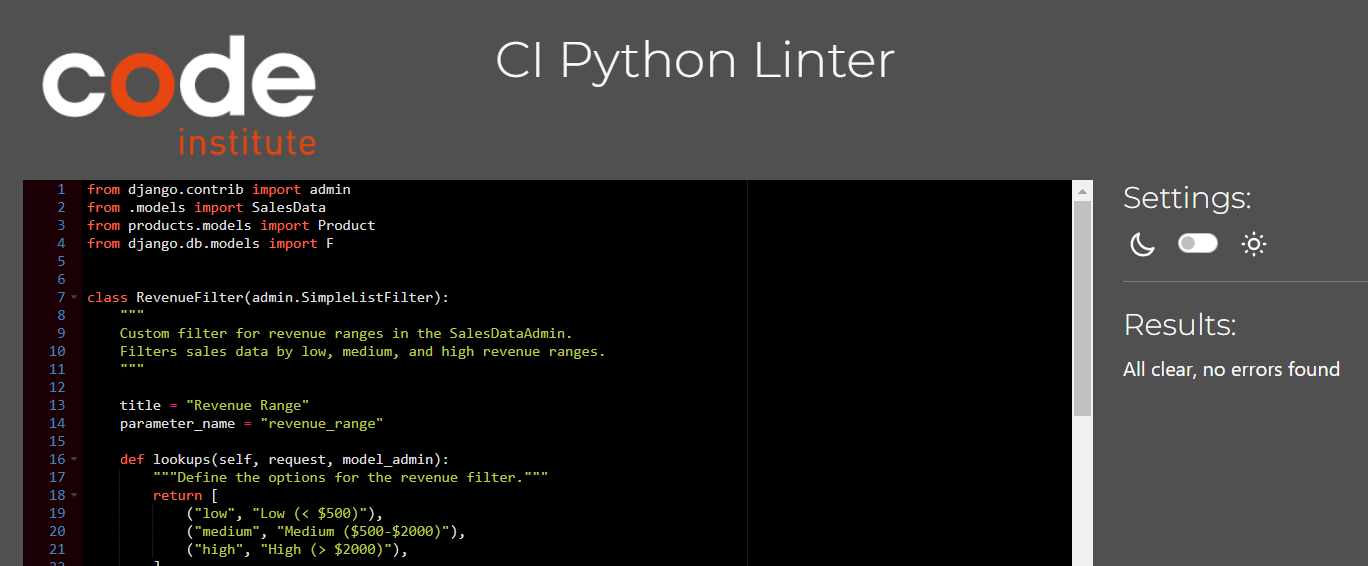 code
institute
CI Python Linter
1 from django.contrib import admin
2 from .models import SalesData
3 from products.models import Product
4 from django.db.models import F
5
6
7 class RevenueFilter(admin.SimpleListFilter):
8     """
9     Custom filter for revenue ranges in the SalesDataAdmin.
10     Filters sales data by low, medium, and high revenue ranges.
11     """
12
13     title = "Revenue Range"
14     parameter_name = "revenue_range"
15
16     def lookups(self, request, model_admin):
17         """Define the options for the revenue filter."""
18         return [
19             ("low", "Low (< $500)"),
20             ("medium", "Medium ($500-$2000)"),
21             ("high", "High (> $2000)"),
22         ]
Settings:
Results:
All clear, no errors found